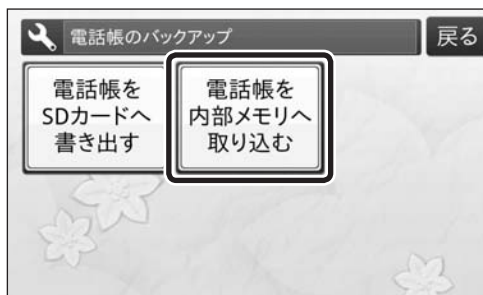 電話帳のバックアップ
戻る
電話帳を
SDカードへ
書き出す
電話帳を
内部メモリへ
取り込む